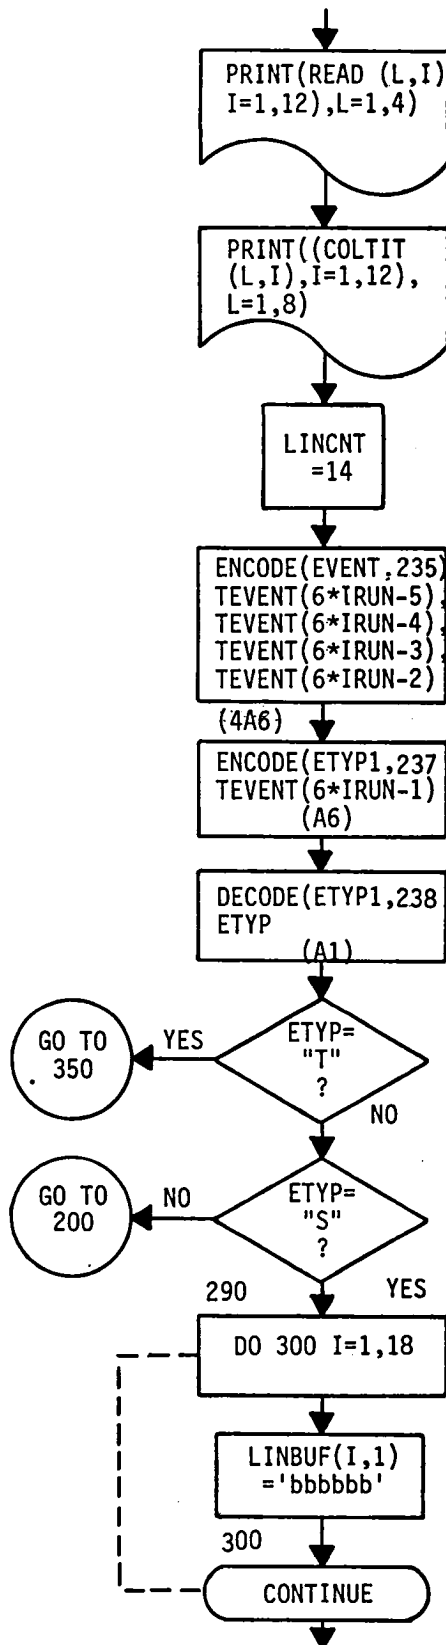 PRINT(READ (L,I)
I=1,12),L=1,4)
PRINT((COLTIT
(L,I),I=1,12),
L=1,8)
LINCNT
=14
ENCODE(EVENT,235)
TEVENT(6*IRUN-5),
TEVENT(6*IRUN-4),
TEVENT(6*IRUN-3),
TEVENT(6*IRUN-2)
(4A6)
ENCODE(ETYP1,237
TEVENT(6*IRUN-1)
(A6)
DECODE(ETYP1,238
ETYP
(A1)
ETYP=
"T"
?
YES
GO TO
350
NO
ETYP=
"S"
?
NO
GO TO
200
290 YES
DO 300 I=1,18
LINBUF(I,1)
='bbbbbb'
300
CONTINUE